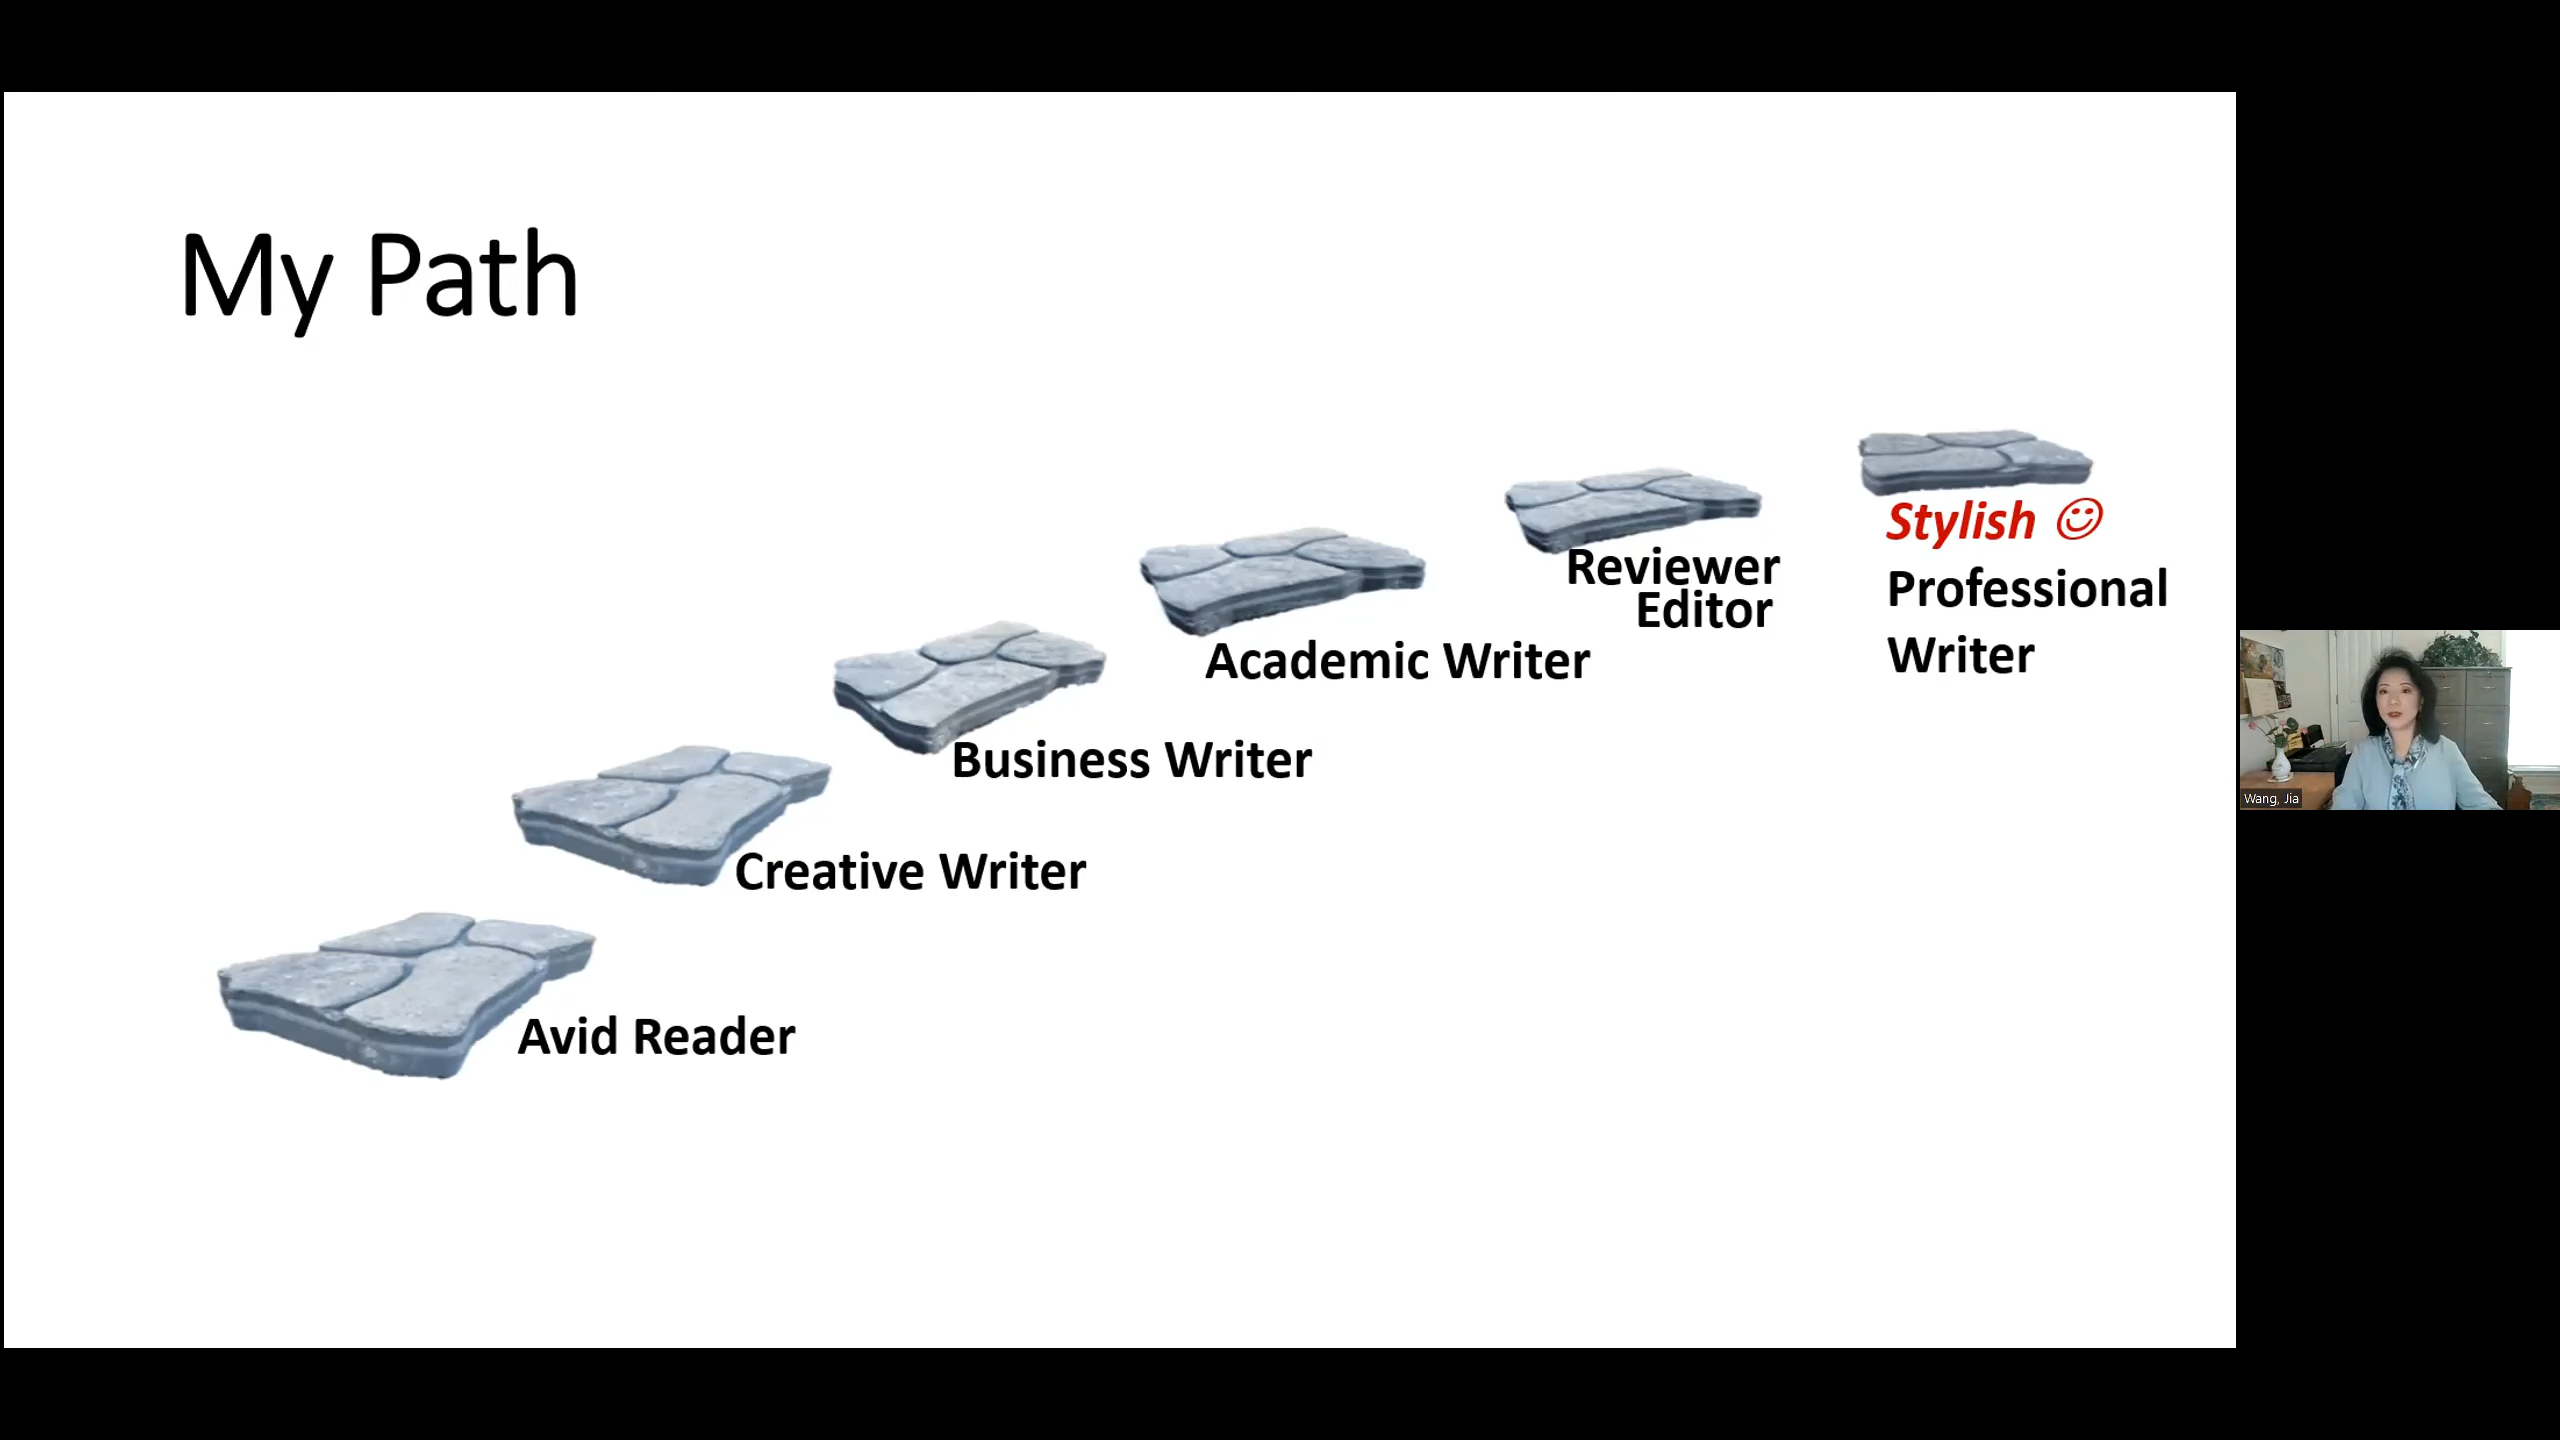 My Path
Stylish ☺
Professional
Writer
Reviewer
Editor
Academic Writer
Business Writer
Creative Writer
Avid Reader
Wang, Jia